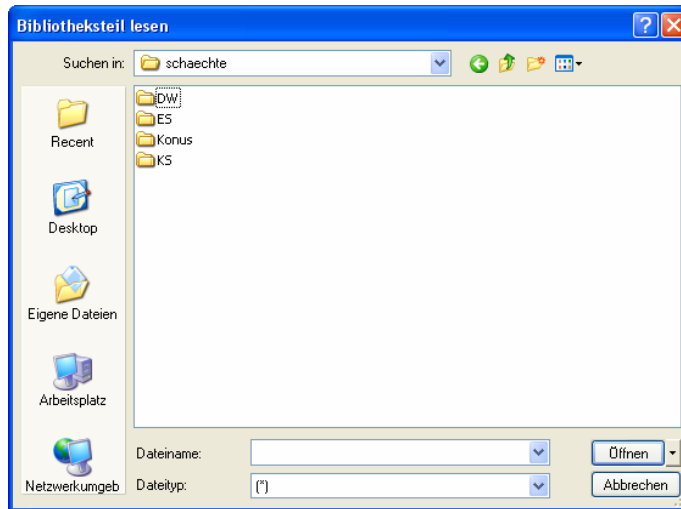 Bibliotheksteil lesen
Suchen in: schaechte
DW
ES
Konus
KS
Recent
Desktop
Eigene Dateien
Arbeitsplatz
Netzwerkumgeb
Dateiname:
Öffnen
Dateityp: (*)
Abbrechen